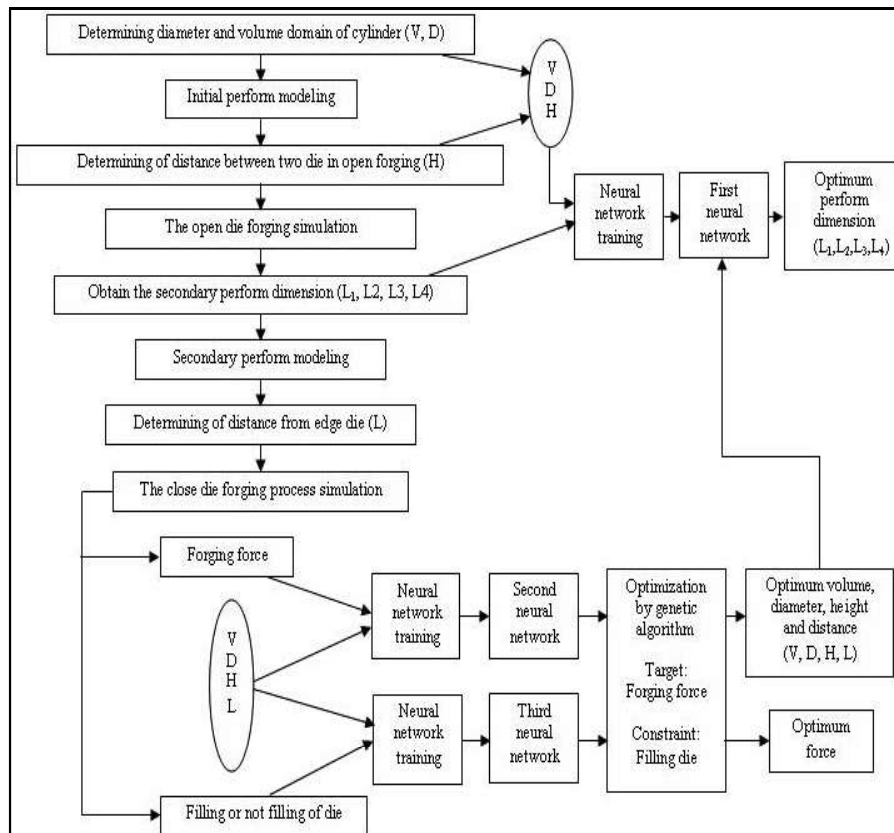 Determining diameter and volume domain of cylinder (V, D)
Initial perform modeling
Determining of distance between two die in open forging (H)
The open die forging simulation
Obtain the secondary perform dimension (L₁, L2, L3, L4)
Secondary perform modeling
Determining of distance from edge die (L)
The close die forging process simulation
V
D
H
Neural
network
training
First
neural
network
Optimum
perform
dimension
(L₁,L₂,L₃,L₄)
Forging force
V
D
H
L
Filling or not filling of die
Neural
network
training
Second
neural
network
Neural
network
training
Third
neural
network
Optimization
by genetic
algorithm
Target:
Forging force
Constraint:
Filling die
Optimum volume,
diameter, height
and distance
(V, D, H, L)
Optimum
force